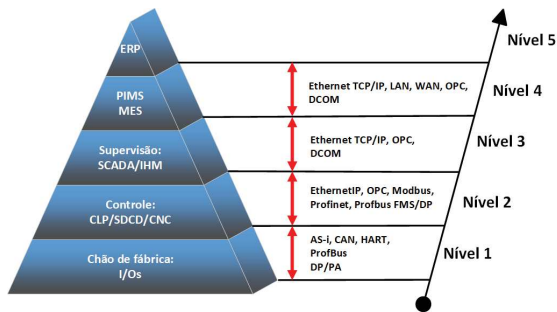 ERP
PIMS
MES
Supervisão:
SCADA/IHM
Controle:
CLP/SDCD/CNC
Chão de fábrica:
I/Os
Ethernet TCP/IP, LAN, WAN, OPC,
DCOM
Ethernet TCP/IP, OPC,
DCOM
EthernetIP, OPC, Modbus,
Profinet, Profbus FMS/DP
AS-i, CAN, HART,
ProfBus
DP/PA
Nível 5
Nível 4
Nível 3
Nível 2
Nível 1